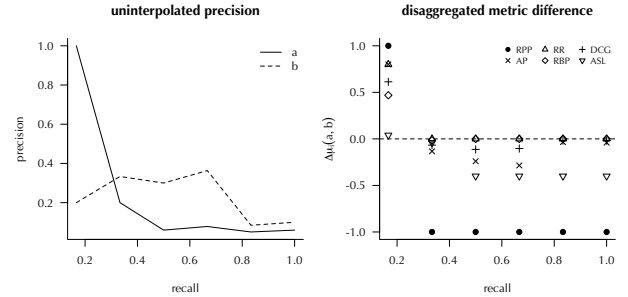 uninterpolated precision
1.0
0.8
0.6
0.4
0.2
precision
0.2
0.4
0.6
0.8
1.0
recall
a
b
disaggregated metric difference
1.0
0.5
0.0
-0.5
-1.0
Δμᵢ(a, b)
0.2
0.4
0.6
0.8
1.0
recall
RPP
RR
DCG
AP
RBP
ASL